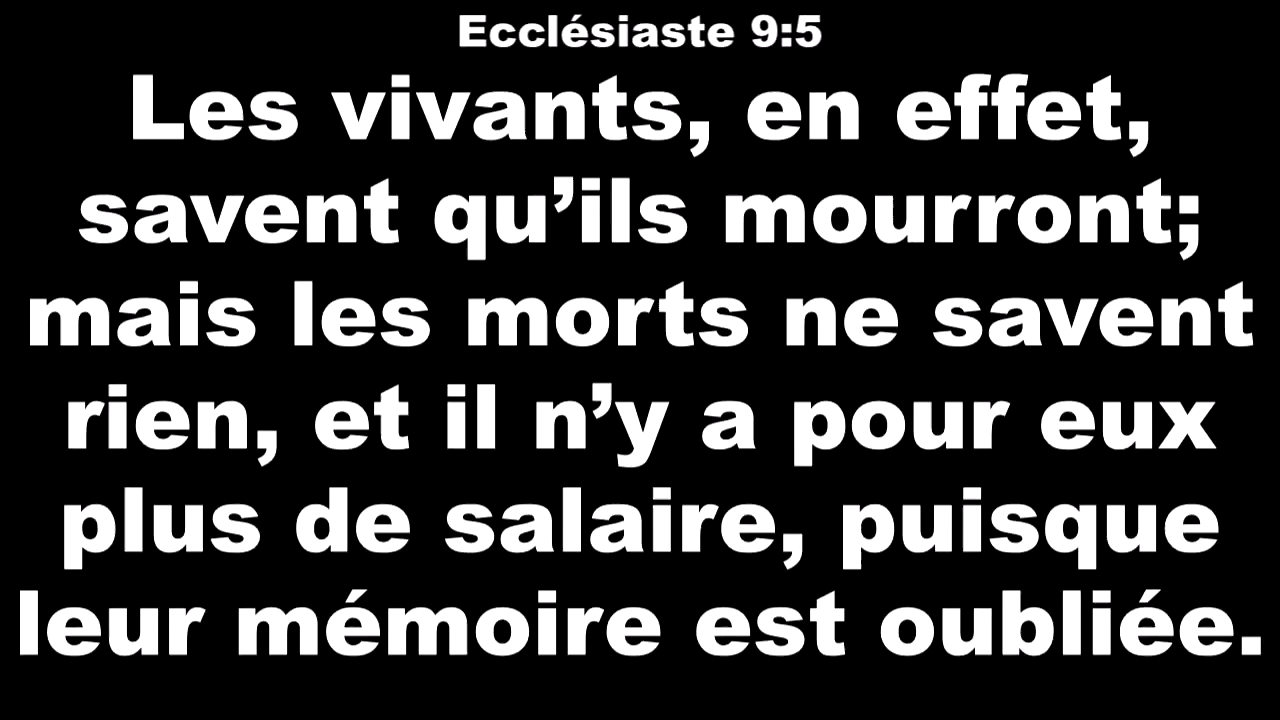 Ecclésiaste 9:5
Les vivants, en effet,
savent qu’ils mourront;
mais les morts ne savent
rien, et il n’y a pour eux
plus de salaire, puisque
leur mémoire est oubliée.